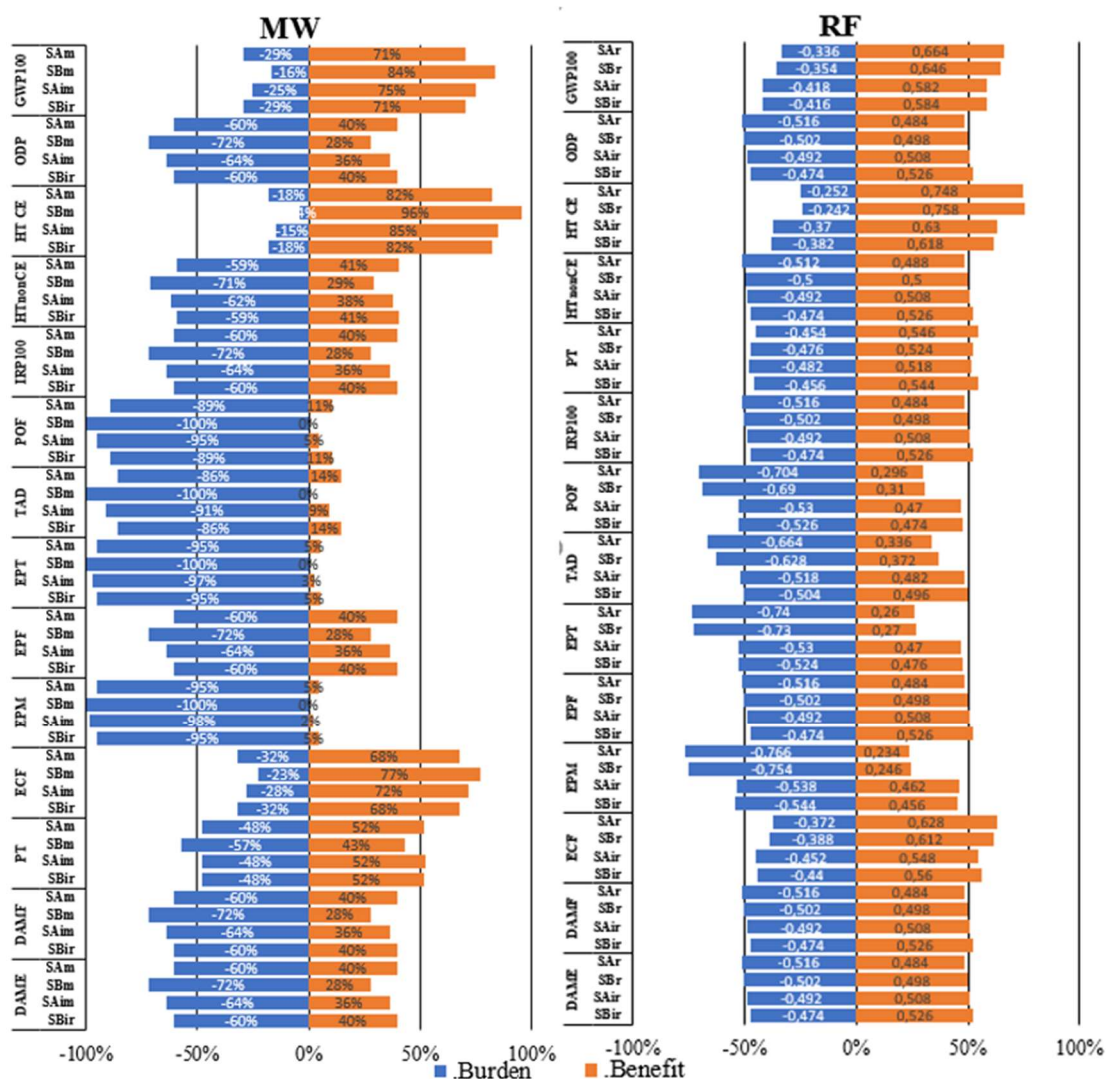 MW
GWP100
SAm -29% 71%
SBm -16% 84%
SAim -25% 75%
SBir -29% 71%
ODP
SAm -60% 40%
SBm -72% 28%
SAim -64% 36%
SBir -60% 40%
HT CE
SAm -18% 82%
SBm 4% 96%
SAim -15% 85%
SBir -18% 82%
HTnonCE
SAm -59% 41%
SBm -71% 29%
SAim -62% 38%
SBir -59% 41%
IRP100
SAm -60% 40%
SBm -72% 28%
SAim -64% 36%
SBir -60% 40%
POF
SAm -89% 11%
SBm -100% 0%
SAim -95% 5%
SBir -89% 11%
TAD
SAm -86% 14%
SBm -100% 0%
SAim -91% 9%
SBir -86% 14%
EPT
SAm -95% 5%
SBm -100% 0%
SAim -97% 3%
SBir -95% 5%
EPF
SAm -60% 40%
SBm -72% 28%
SAim -64% 36%
SBir -60% 40%
EPM
SAm -95% 5%
SBm -100% 0%
SAim -98% 2%
SBir -95% 5%
ECF
SAm -32% 68%
SBm -23% 77%
SAim -28% 72%
SBir -32% 68%
PT
SAm -48% 52%
SBm -57% 43%
SAim -48% 52%
SBir -48% 52%
DAMF
SAm -60% 40%
SBm -72% 28%
SAim -64% 36%
SBir -60% 40%
DAME
SAm -60% 40%
SBm -72% 28%
SAim -64% 36%
SBir -60% 40%
-100% -50% 0% 50% 100%
RF
GWP100
SAr -0,336 0,664
SBr -0,354 0,646
SAir -0,418 0,582
SBir -0,416 0,584
ODP
SAr -0,516 0,484
SBr -0,502 0,498
SAir -0,492 0,508
SBir -0,474 0,526
HT CE
SAr -0,252 0,748
SBr -0,242 0,758
SAir -0,37 0,63
SBir -0,382 0,618
HTnonCE
SAr -0,512 0,488
SBr -0,5 0,5
SAir -0,492 0,508
SBir -0,474 0,526
PT
SAr -0,454 0,546
SBr -0,476 0,524
SAir -0,482 0,518
SBir -0,456 0,544
IRP100
SAr -0,516 0,484
SBr -0,502 0,498
SAir -0,492 0,508
SBir -0,474 0,526
POF
SAr -0,704 0,296
SBr -0,69 0,31
SAir -0,53 0,47
SBir -0,526 0,474
TAD
SAr -0,664 0,336
SBr -0,628 0,372
SAir -0,518 0,482
SBir -0,504 0,496
EPT
SAr -0,74 0,26
SBr -0,73 0,27
SAir -0,53 0,47
SBir -0,524 0,476
EPF
SAr -0,516 0,484
SBr -0,502 0,498
SAir -0,492 0,508
SBir -0,474 0,526
EPM
SAr -0,766 0,234
SBr -0,754 0,246
SAir -0,538 0,462
SBir -0,544 0,456
ECF
SAr -0,372 0,628
SBr -0,388 0,612
SAir -0,452 0,548
SBir -0,44 0,56
DAMF
SAr -0,516 0,484
SBr -0,502 0,498
SAir -0,492 0,508
SBir -0,474 0,526
DAME
SAr -0,516 0,484
SBr -0,502 0,498
SAir -0,492 0,508
SBir -0,474 0,526
-100% -50% 0% 50% 100%
.Burden .Benefit